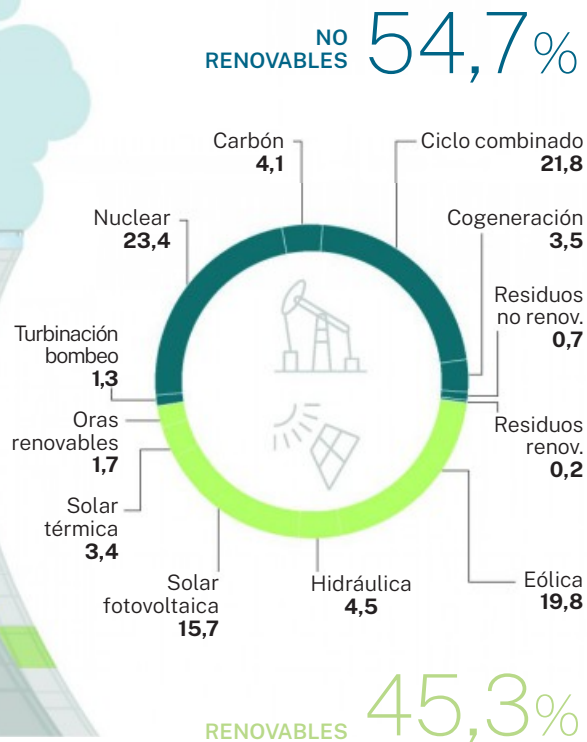 NO
RENOVABLES
54,7%
Carbón
4,1
Ciclo combinado
21,8
Nuclear
23,4
Cogeneración
3,5
Residuos
no renov.
0,7
Turbinación
bombeo
1,3
Oras
renovables
1,7
Residuos
renov.
0,2
Solar
térmica
3,4
Solar
fotovoltaica
15,7
Hidráulica
4,5
Eólica
19,8
RENOVABLES
45,3%